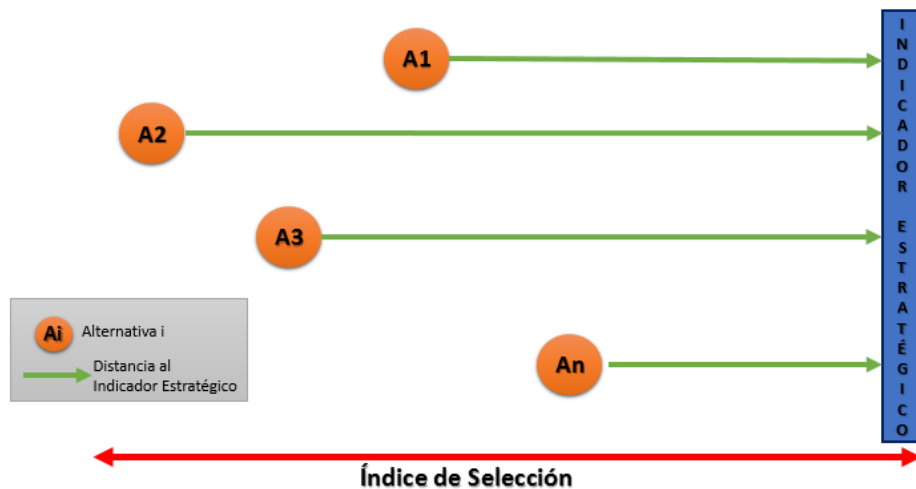 A1
A2
A3
An
INDICADOR ESTRATÉGICO
Ai
Alternativa i
Distancia al
Indicador Estratégico
Índice de Selección